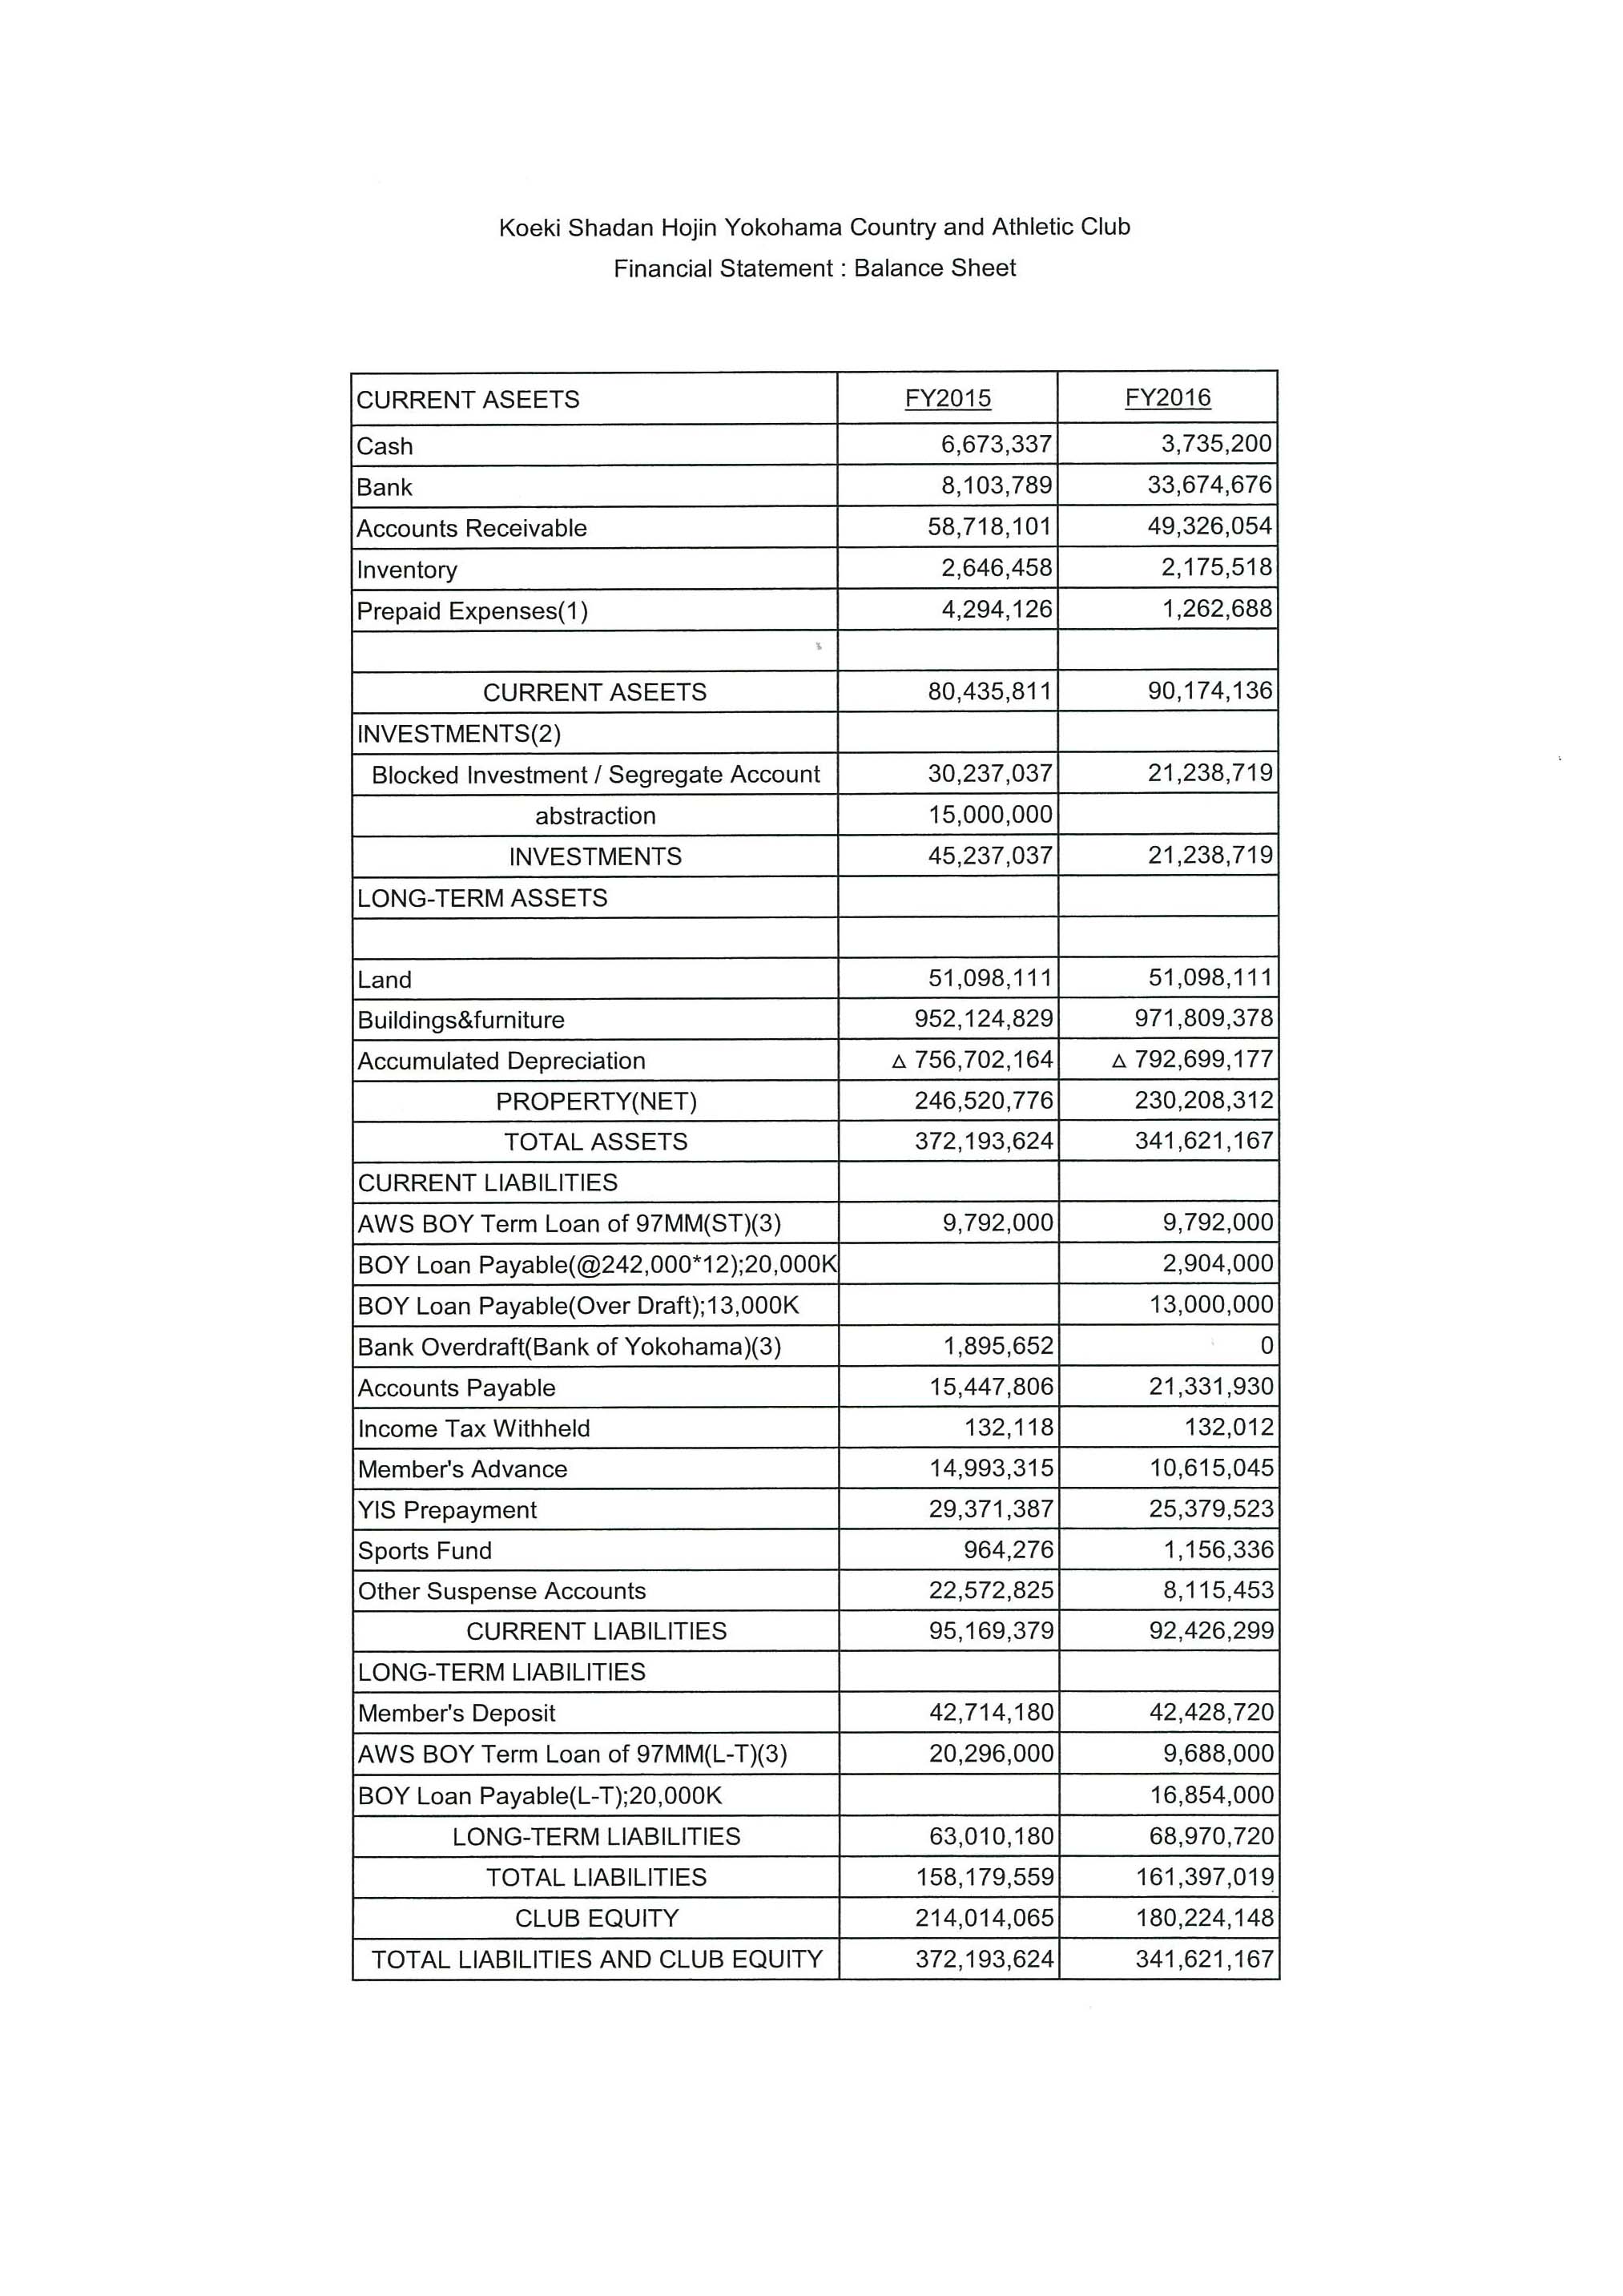 Koeki Shadan Hojin Yokohama Country and Athletic Club
Financial Statement : Balance Sheet
CURRENT ASEETS FY2015 FY2016
Cash 6,673,337 3,735,200
Bank 8,103,789 33,674,676
Accounts Receivable 58,718,101 49,326,054
Inventory 2,646,458 2,175,518
Prepaid Expenses(1) 4,294,126 1,262,688
CURRENT ASEETS 80,435,811 90,174,136
INVESTMENTS(2)
Blocked Investment / Segregate Account 30,237,037 21,238,719
abstraction 15,000,000
INVESTMENTS 45,237,037 21,238,719
LONG-TERM ASSETS
Land 51,098,111 51,098,111
Buildings&furniture 952,124,829 971,809,378
Accumulated Depreciation △ 756,702,164 △ 792,699,177
PROPERTY(NET) 246,520,776 230,208,312
TOTAL ASSETS 372,193,624 341,621,167
CURRENT LIABILITIES
AWS BOY Term Loan of 97MM(ST)(3) 9,792,000 9,792,000
BOY Loan Payable(@242,000*12);20,000K 2,904,000
BOY Loan Payable(Over Draft);13,000K 13,000,000
Bank Overdraft(Bank of Yokohama)(3) 1,895,652 0
Accounts Payable 15,447,806 21,331,930
Income Tax Withheld 132,118 132,012
Member's Advance 14,993,315 10,615,045
YIS Prepayment 29,371,387 25,379,523
Sports Fund 964,276 1,156,336
Other Suspense Accounts 22,572,825 8,115,453
CURRENT LIABILITIES 95,169,379 92,426,299
LONG-TERM LIABILITIES
Member's Deposit 42,714,180 42,428,720
AWS BOY Term Loan of 97MM(L-T)(3) 20,296,000 9,688,000
BOY Loan Payable(L-T);20,000K 16,854,000
LONG-TERM LIABILITIES 63,010,180 68,970,720
TOTAL LIABILITIES 158,179,559 161,397,019
CLUB EQUITY 214,014,065 180,224,148
TOTAL LIABILITIES AND CLUB EQUITY 372,193,624 341,621,167